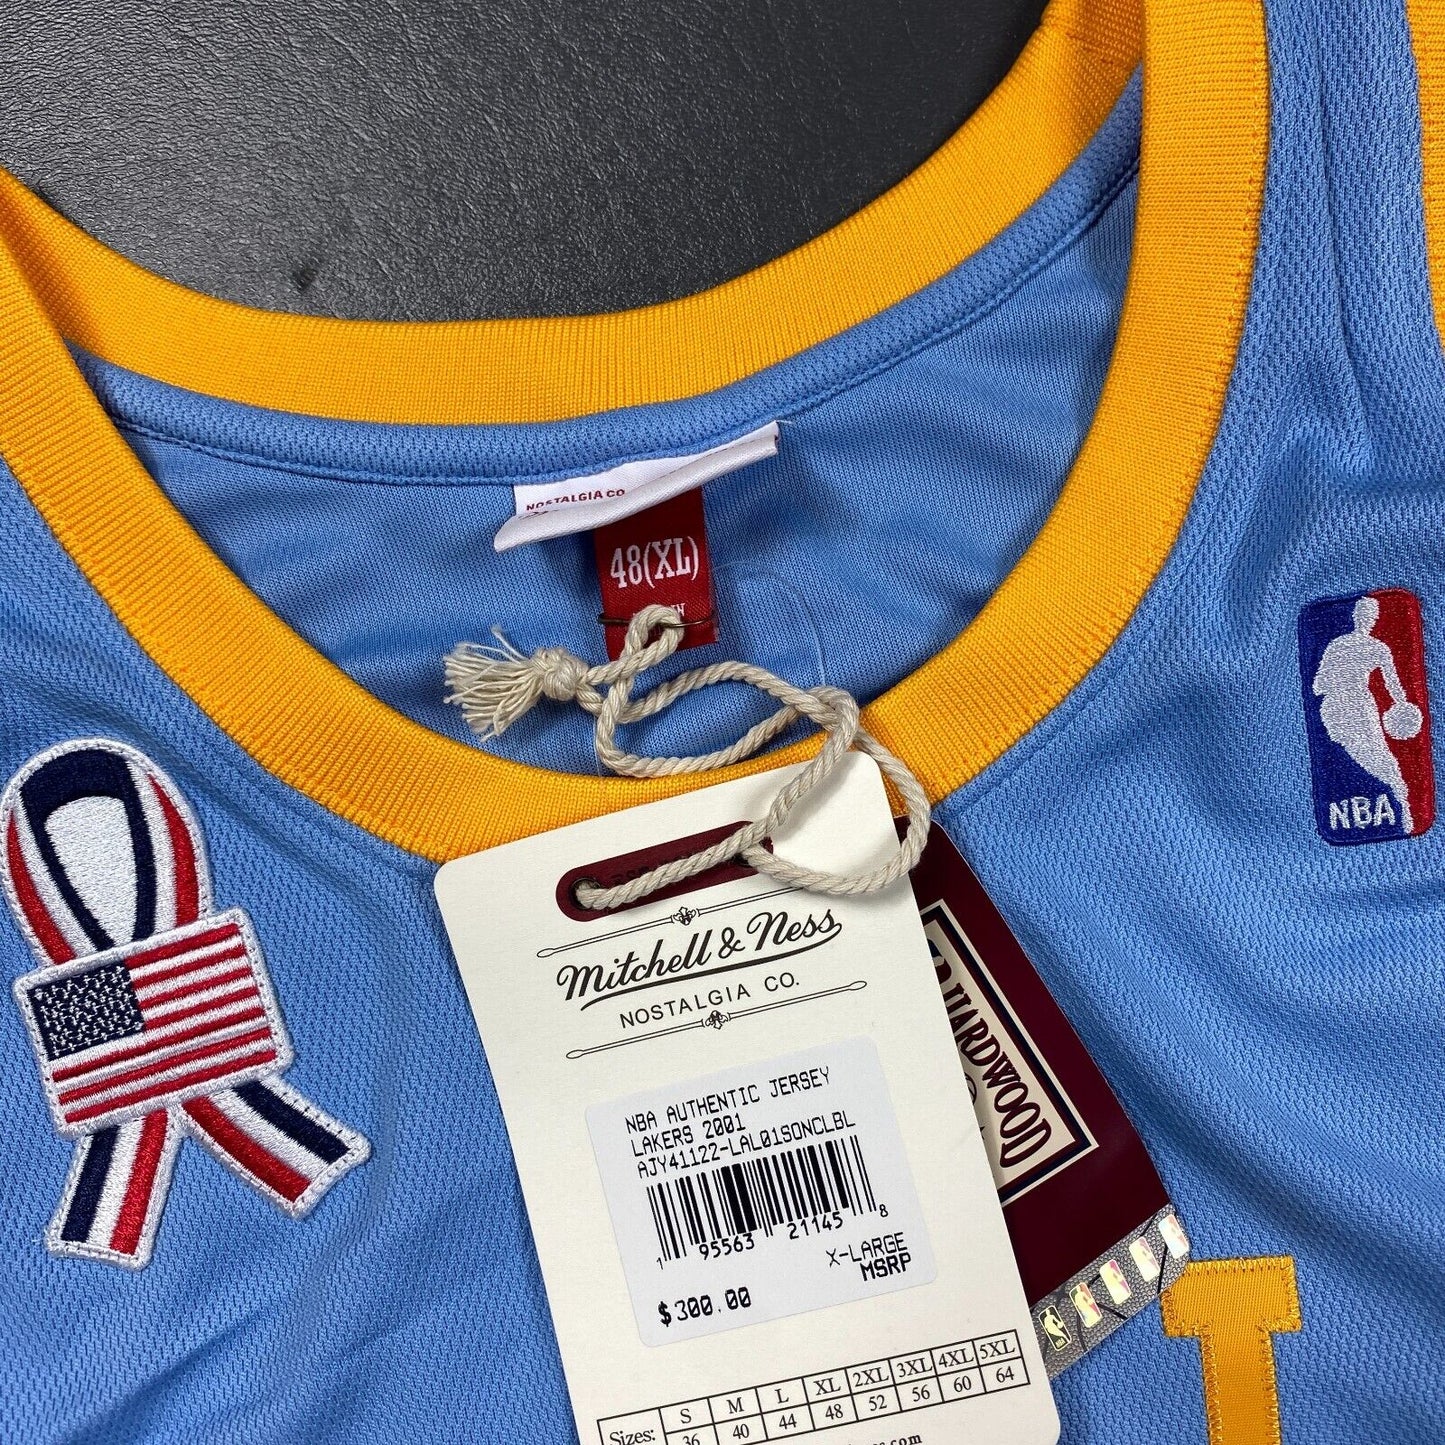 NOSTALGIA CO.
48(XL)
NBA
Mitchell & Ness
NOSTALGIA CO.
HARDWOOD
NBA AUTHENTIC JERSEY
LAKERS 2001
AJY41122-LAL01SONCLBL
1 95563 21145 8
X-LARGE
MSRP
$300.00
Sizes: S M L XL 2XL 3XL 4XL 5XL
36 40 44 48 52 56 60 64